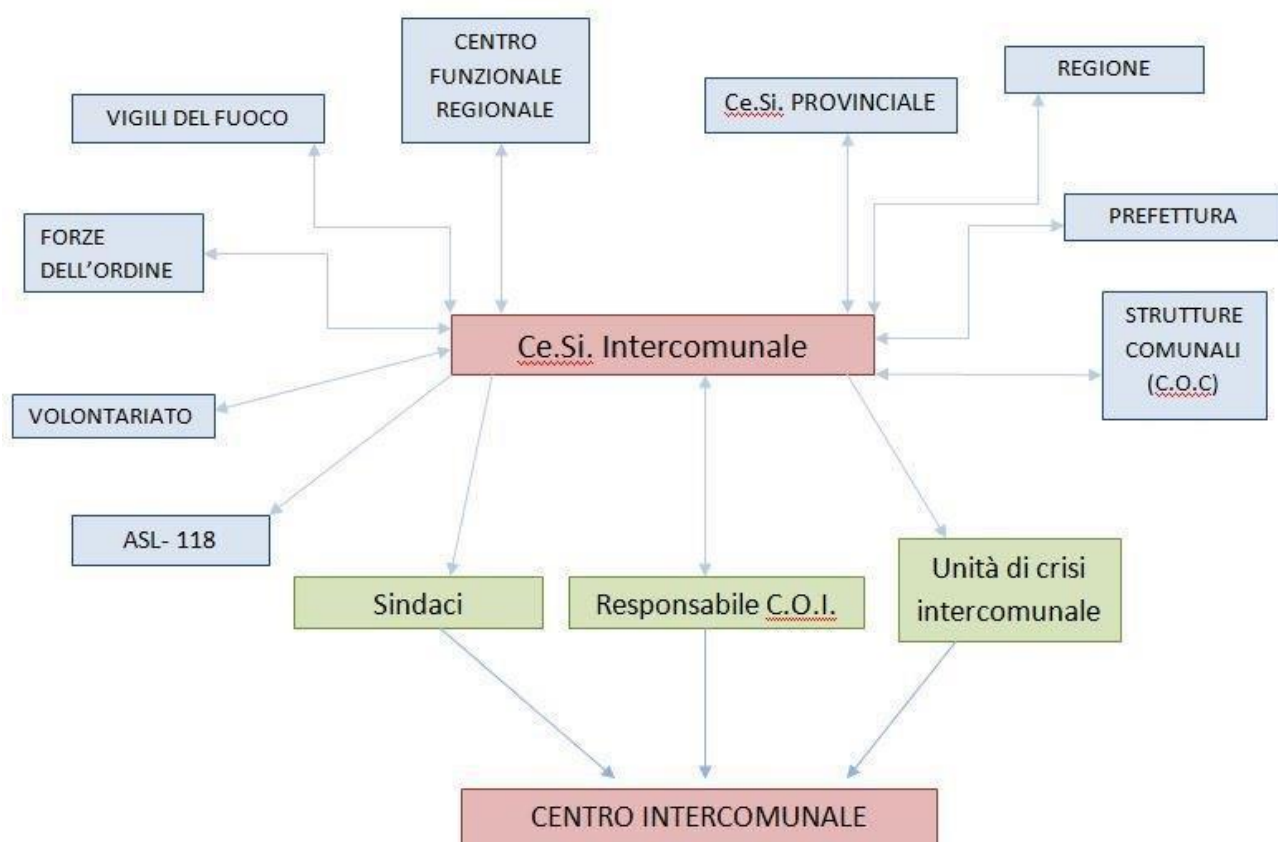 CENTRO
FUNZIONALE
REGIONALE
REGIONE
Ce.Si. PROVINCIALE
VIGILI DEL FUOCO
PREFETTURA
FORZE
DELL'ORDINE
STRUTTURE
COMUNALI
(C.O.C)
Ce.Si. Intercomunale
VOLONTARIATO
ASL- 118
Sindaci
Responsabile C.O.I.
Unità di crisi
intercomunale
CENTRO INTERCOMUNALE